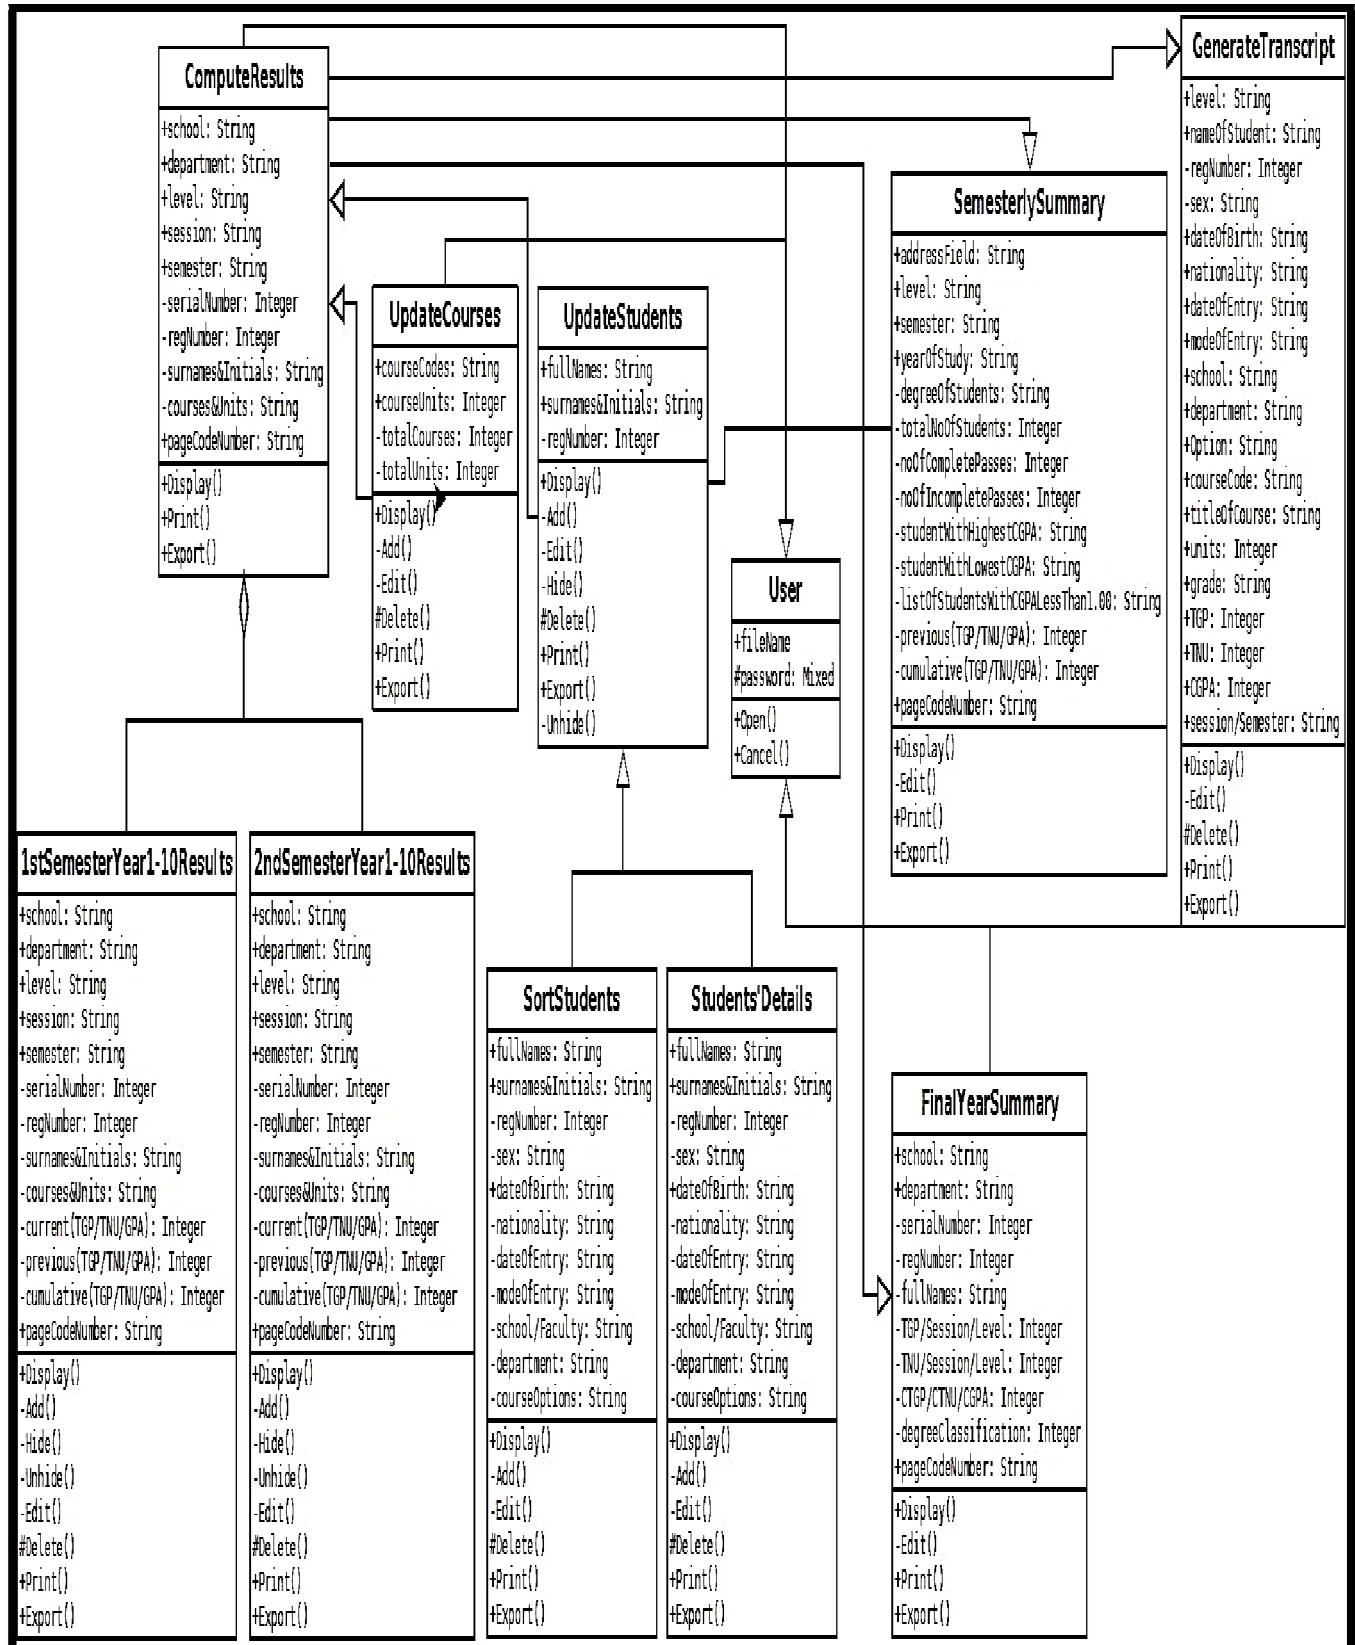 ComputeResults
+school: String
+department: String
+level: String
+session: String
+semester: String
-serialNumber: Integer
-regNumber: Integer
-surnames&Initials: String
-courses&Units: String
+pageCodeNumber: String
+Display()
+Print()
+Export()
UpdateCourses
+courseCodes: String
+courseUnits: Integer
-totalCourses: Integer
-totalUnits: Integer
+Display()
-Add()
-Edit()
#Delete()
+Print()
+Export()
UpdateStudents
+fullNames: String
+surnames&Initials: String
-regNumber: Integer
+Display()
-Add()
-Edit()
-Hide()
#Delete()
+Print()
+Export()
-Unhide()
User
+fileName
#password: Mixed
+Open()
+Cancel()
SemesterlySummary
+addressField: String
+level: String
+semester: String
+yearOfStudy: String
-degreeOfStudents: String
-totalNoOfStudents: Integer
-noOfCompletePasses: Integer
-noOfIncompletePasses: Integer
-studentWithHighestCGPA: String
-studentWithLowestCGPA: String
-listOfStudentsWithCGPALessThan1.00: String
-previous(TGP/TNU/GPA): Integer
-cumulative(TGP/TNU/GPA): Integer
+pageCodeNumber: String
+Display()
-Edit()
+Print()
+Export()
GenerateTranscript
+level: String
+nameOfStudent: String
-regNumber: Integer
-sex: String
+dateOfBirth: String
+nationality: String
+dateOfEntry: String
+modeOfEntry: String
+school: String
+department: String
+Option: String
+courseCode: String
+titleOfCourse: String
+units: Integer
+grade: String
+TGP: Integer
+TNU: Integer
+CGPA: Integer
+session/Semester: String
+Display()
-Edit()
#Delete()
+Print()
+Export()
1stSemesterYear1-10Results
+school: String
+department: String
+level: String
+session: String
+semester: String
-serialNumber: Integer
-regNumber: Integer
-surnames&Initials: String
-courses&Units: String
-current(TGP/TNU/GPA): Integer
-previous(TGP/TNU/GPA): Integer
-cumulative(TGP/TNU/GPA): Integer
+pageCodeNumber: String
+Display()
-Add()
-Hide()
-Unhide()
-Edit()
#Delete()
+Print()
+Export()
2ndSemesterYear1-10Results
+school: String
+department: String
+level: String
+session: String
+semester: String
-serialNumber: Integer
-regNumber: Integer
-surnames&Initials: String
-courses&Units: String
-current(TGP/TNU/GPA): Integer
-previous(TGP/TNU/GPA): Integer
-cumulative(TGP/TNU/GPA): Integer
+pageCodeNumber: String
+Display()
-Add()
-Hide()
-Unhide()
-Edit()
#Delete()
+Print()
+Export()
SortStudents
+fullNames: String
+surnames&Initials: String
-regNumber: Integer
-sex: String
+dateOfBirth: String
-nationality: String
-dateOfEntry: String
-modeOfEntry: String
-school/Faculty: String
-department: String
-courseOptions: String
+Display()
-Add()
-Edit()
#Delete()
+Print()
+Export()
Students'Details
+fullNames: String
+surnames&Initials: String
-regNumber: Integer
-sex: String
+dateOfBirth: String
-nationality: String
-dateOfEntry: String
-modeOfEntry: String
-school/Faculty: String
-department: String
-courseOptions: String
+Display()
-Add()
-Edit()
#Delete()
+Print()
+Export()
FinalYearSummary
+school: String
+department: String
-serialNumber: Integer
-regNumber: Integer
-fullNames: String
-TGP/Session/Level: Integer
-TNU/Session/Level: Integer
-CTGP/CTNU/CGPA: Integer
-degreeClassification: Integer
+pageCodeNumber: String
+Display()
-Edit()
+Print()
+Export()